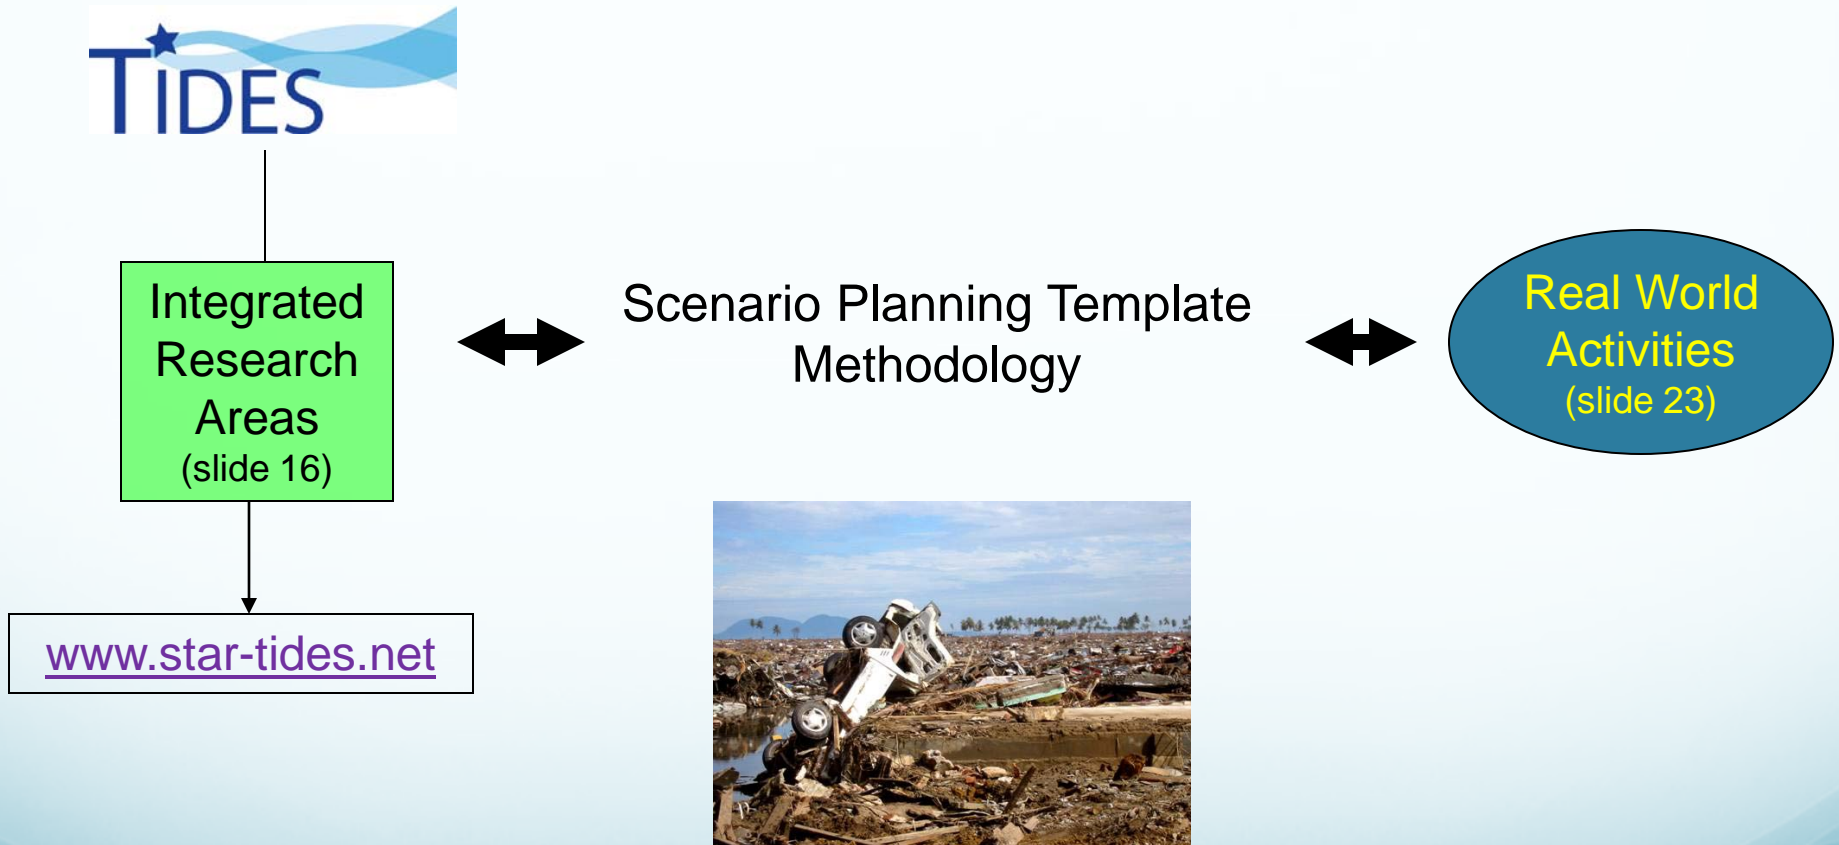 TIDES
Integrated
Research
Areas
(slide 16)
Scenario Planning Template
Methodology
Real World
Activities
(slide 23)
www.star-tides.net